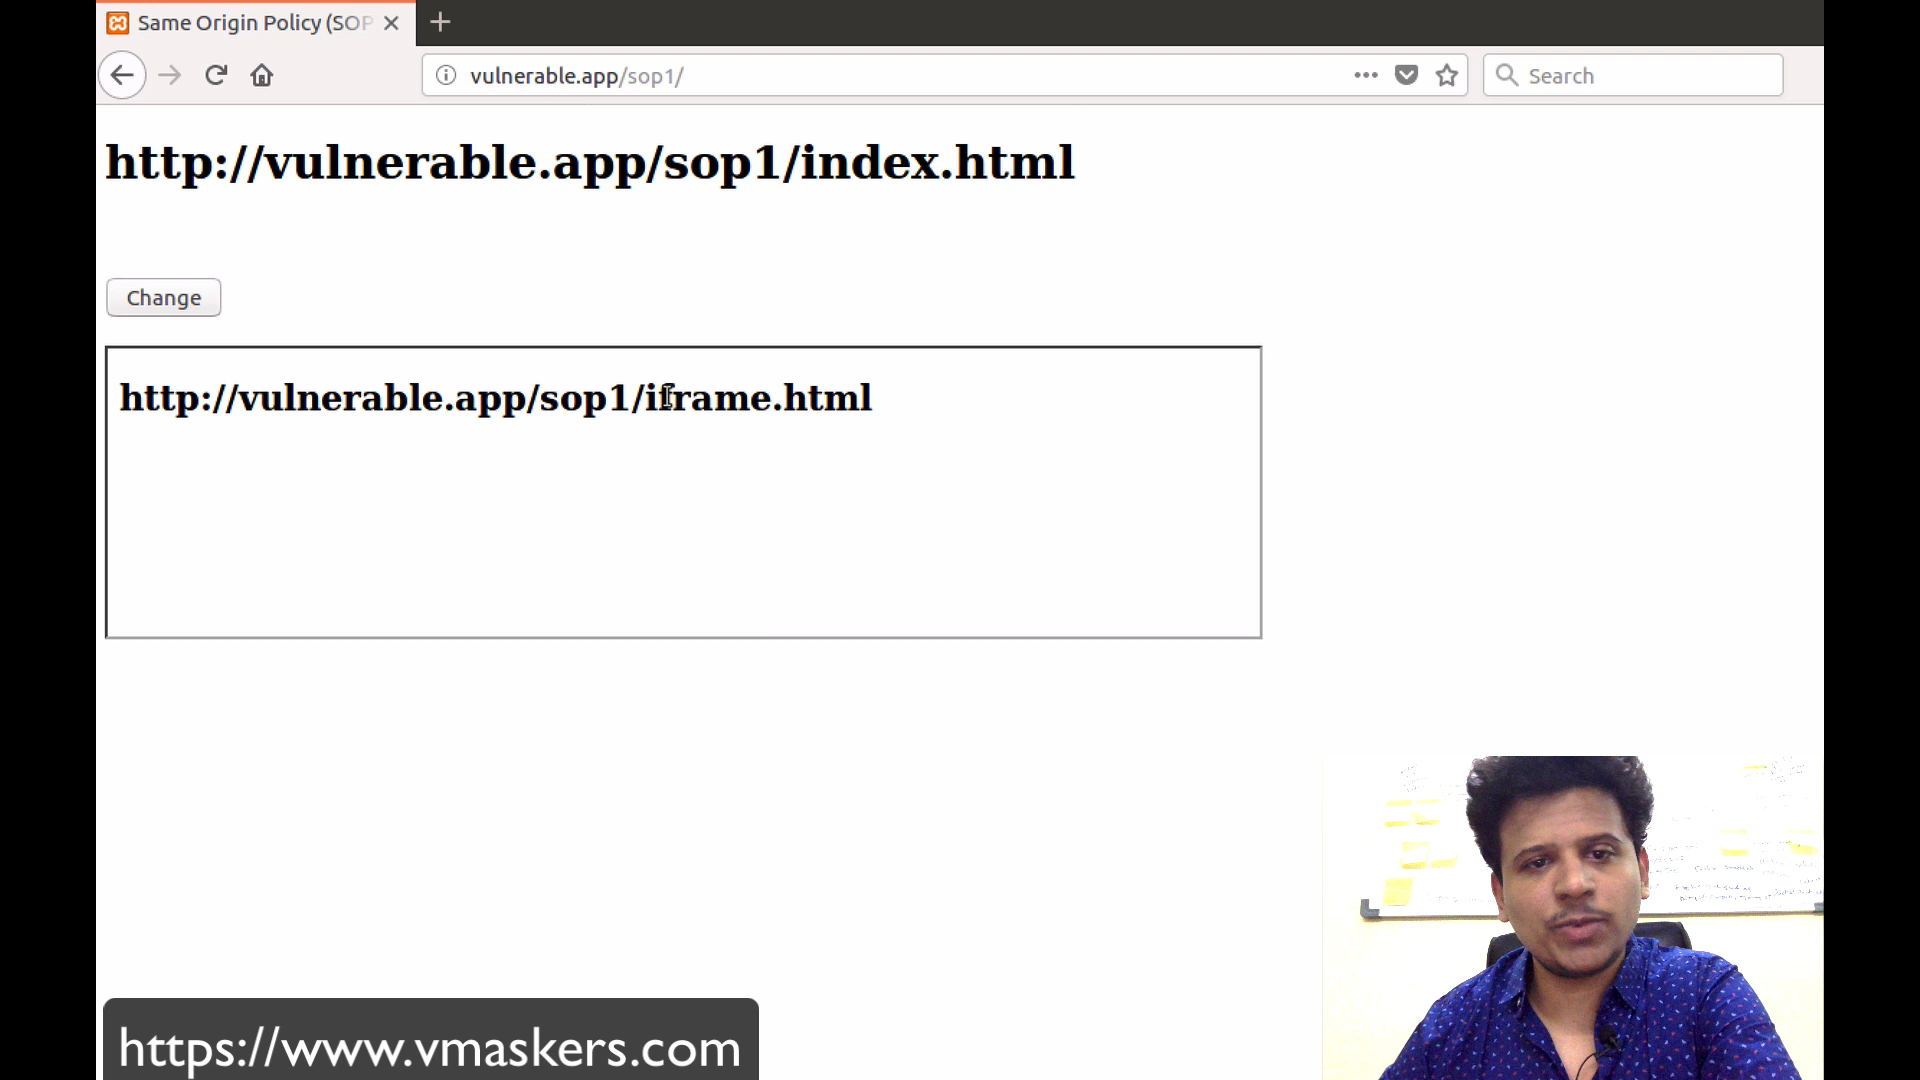 Same Origin Policy (SOP
vulnerable.app/sop1/
Search
http://vulnerable.app/sop1/index.html
Change
http://vulnerable.app/sop1/iframe.html
https://www.vmaskers.com